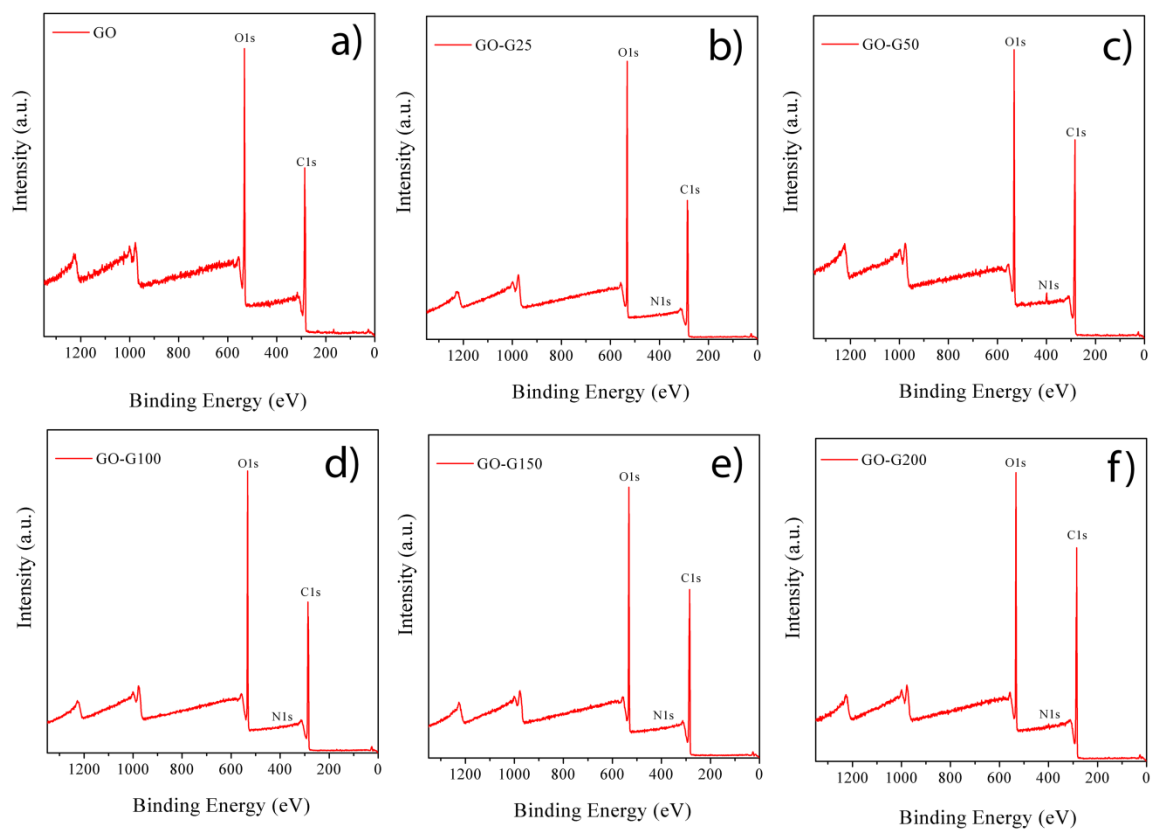 GO
a)
O1s
C1s
Intensity (a.u.)
1200 1000 800 600 400 200 0
Binding Energy (eV)
GO-G25
b)
O1s
C1s
N1s
Intensity (a.u.)
1200 1000 800 600 400 200 0
Binding Energy (eV)
GO-G50
c)
O1s
C1s
N1s
Intensity (a.u.)
1200 1000 800 600 400 200 0
Binding Energy (eV)
GO-G100
d)
O1s
C1s
N1s
Intensity (a.u.)
1200 1000 800 600 400 200 0
Binding Energy (eV)
GO-G150
e)
O1s
C1s
N1s
Intensity (a.u.)
1200 1000 800 600 400 200 0
Binding Energy (eV)
GO-G200
f)
O1s
C1s
N1s
Intensity (a.u.)
1200 1000 800 600 400 200 0
Binding Energy (eV)